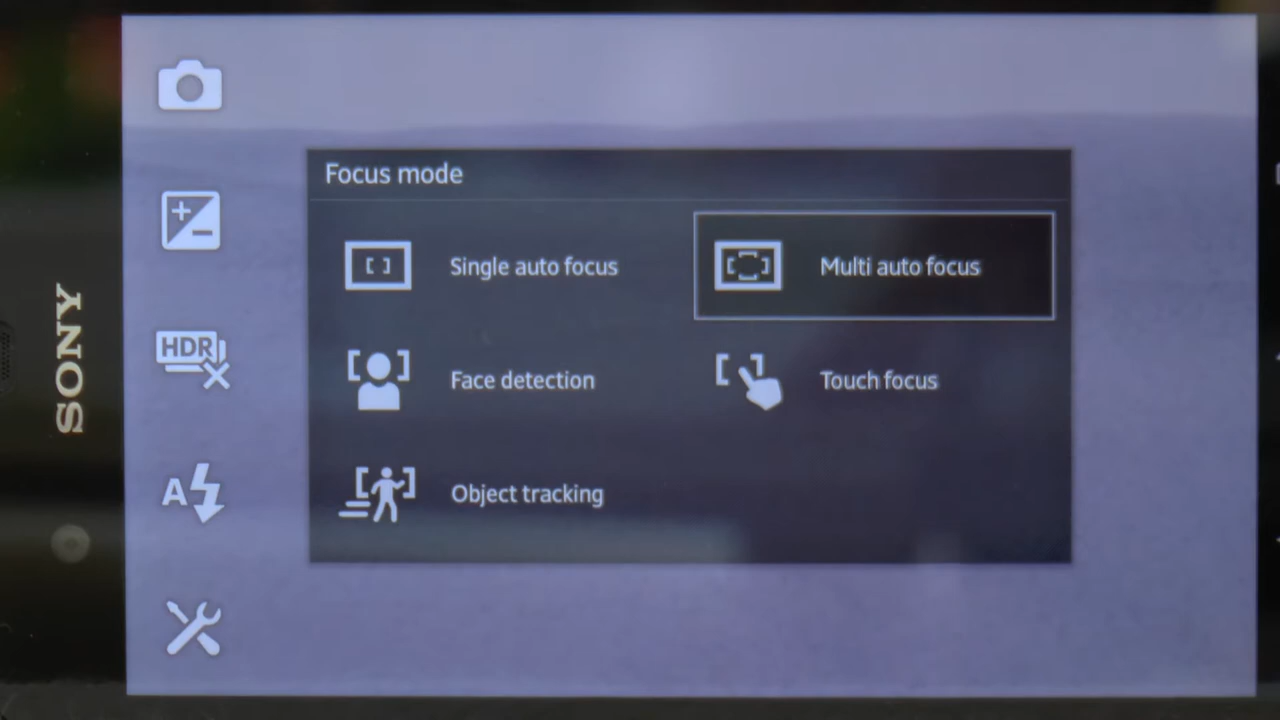 SONY
HDR
A
Focus mode
Single auto focus
Multi auto focus
Face detection
Touch focus
Object tracking